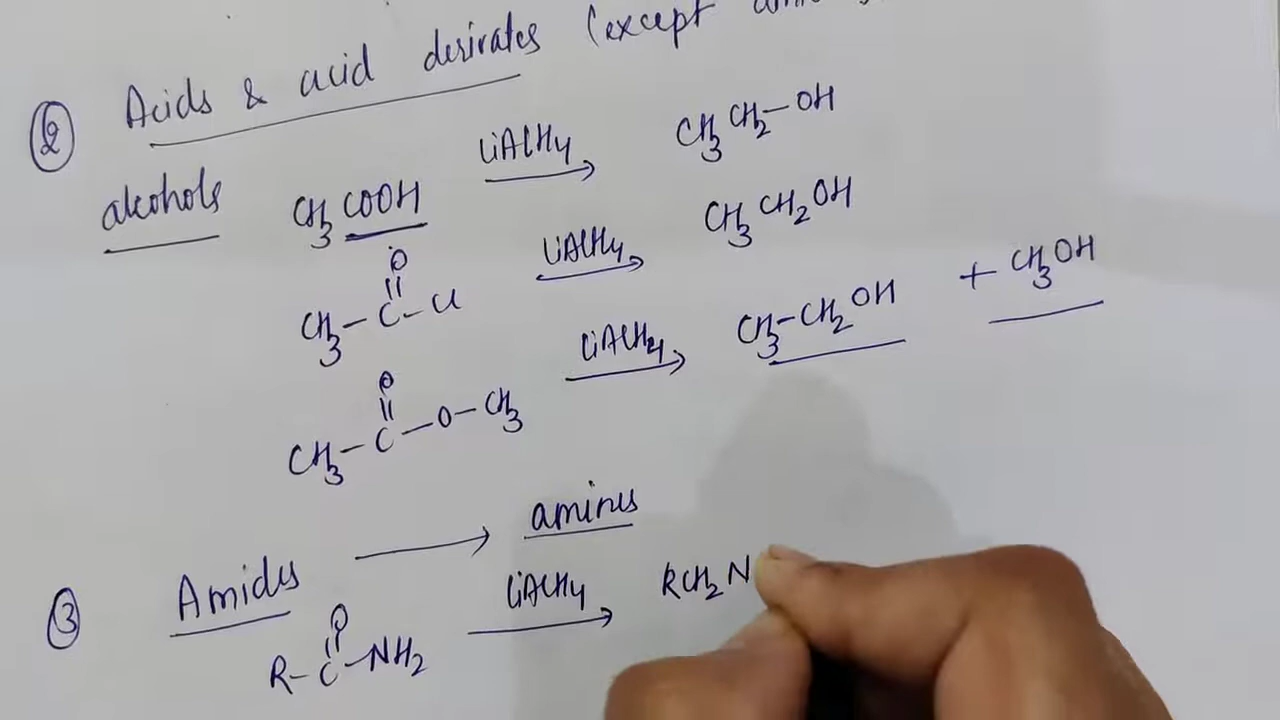 ② Acids & acid derivates (except
alcohols
CH3COOH LiAlH4 → CH3CH2-OH
CH3-C(=O)-Cl LiAlH4 → CH3CH2OH
CH3-C(=O)-O-CH3 LiAlH4 → CH3-CH2OH + CH3OH
③ Amides → amines
R-C(=O)-NH2 LiAlH4 → RCH2N